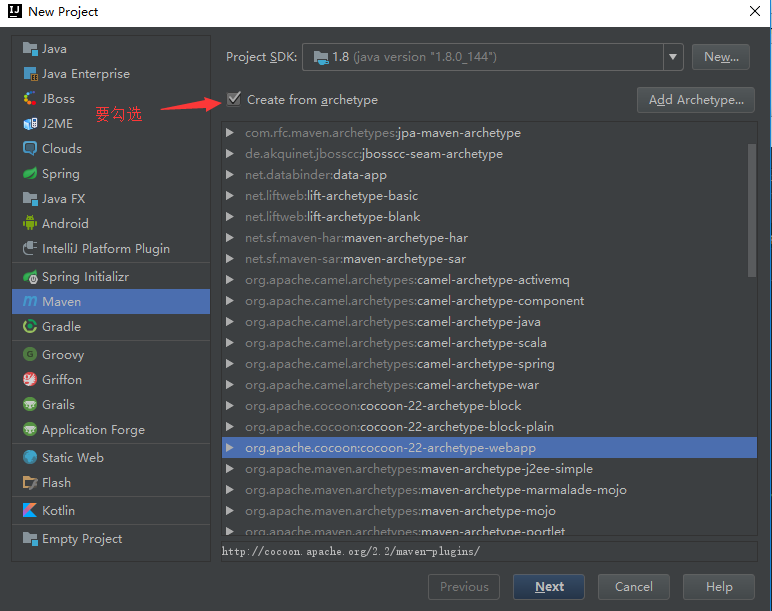 New Project
Java
Java Enterprise
JBoss
J2ME
Clouds
Spring
Java FX
Android
IntelliJ Platform Plugin
Spring Initializr
Maven
Gradle
Groovy
Griffon
Grails
Application Forge
Static Web
Flash
Kotlin
Empty Project
要勾选
Project SDK: 1.8 (java version "1.8.0_144") New...
Create from archetype Add Archetype...
com.rfc.maven.archetypes:jpa-maven-archetype
de.akquinet.jbosscc:jbosscc-seam-archetype
net.databinder:data-app
net.liftweb:lift-archetype-basic
net.liftweb:lift-archetype-blank
net.sf.maven-har:maven-archetype-har
net.sf.maven-sar:maven-archetype-sar
org.apache.camel.archetypes:camel-archetype-activemq
org.apache.camel.archetypes:camel-archetype-component
org.apache.camel.archetypes:camel-archetype-java
org.apache.camel.archetypes:camel-archetype-scala
org.apache.camel.archetypes:camel-archetype-spring
org.apache.camel.archetypes:camel-archetype-war
org.apache.cocoon:cocoon-22-archetype-block
org.apache.cocoon:cocoon-22-archetype-block-plain
org.apache.cocoon:cocoon-22-archetype-webapp
org.apache.maven.archetypes:maven-archetype-j2ee-simple
org.apache.maven.archetypes:maven-archetype-marmalade-mojo
org.apache.maven.archetypes:maven-archetype-mojo
org.apache.maven.archetypes:maven-archetype-portlet
http://cocoon.apache.org/2.2/maven-plugins/
Previous Next Cancel Help